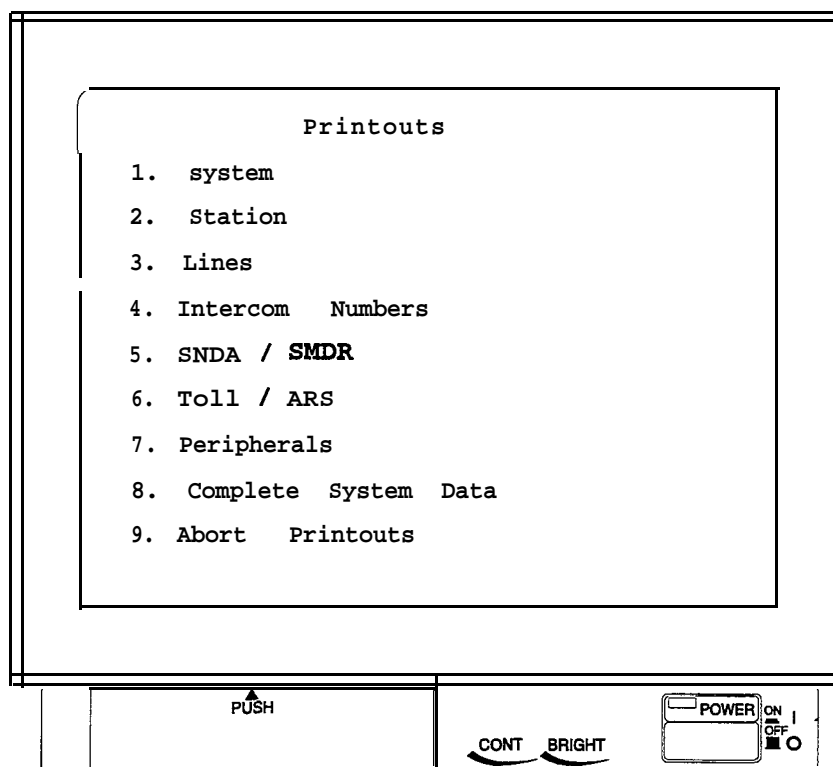 Printouts
1. system
2. Station
3. Lines
4. Intercom Numbers
5. SNDA / SMDR
6. Toll / ARS
7. Peripherals
8. Complete System Data
9. Abort Printouts
PUSH
CONT BRIGHT
POWER
ON
OFF